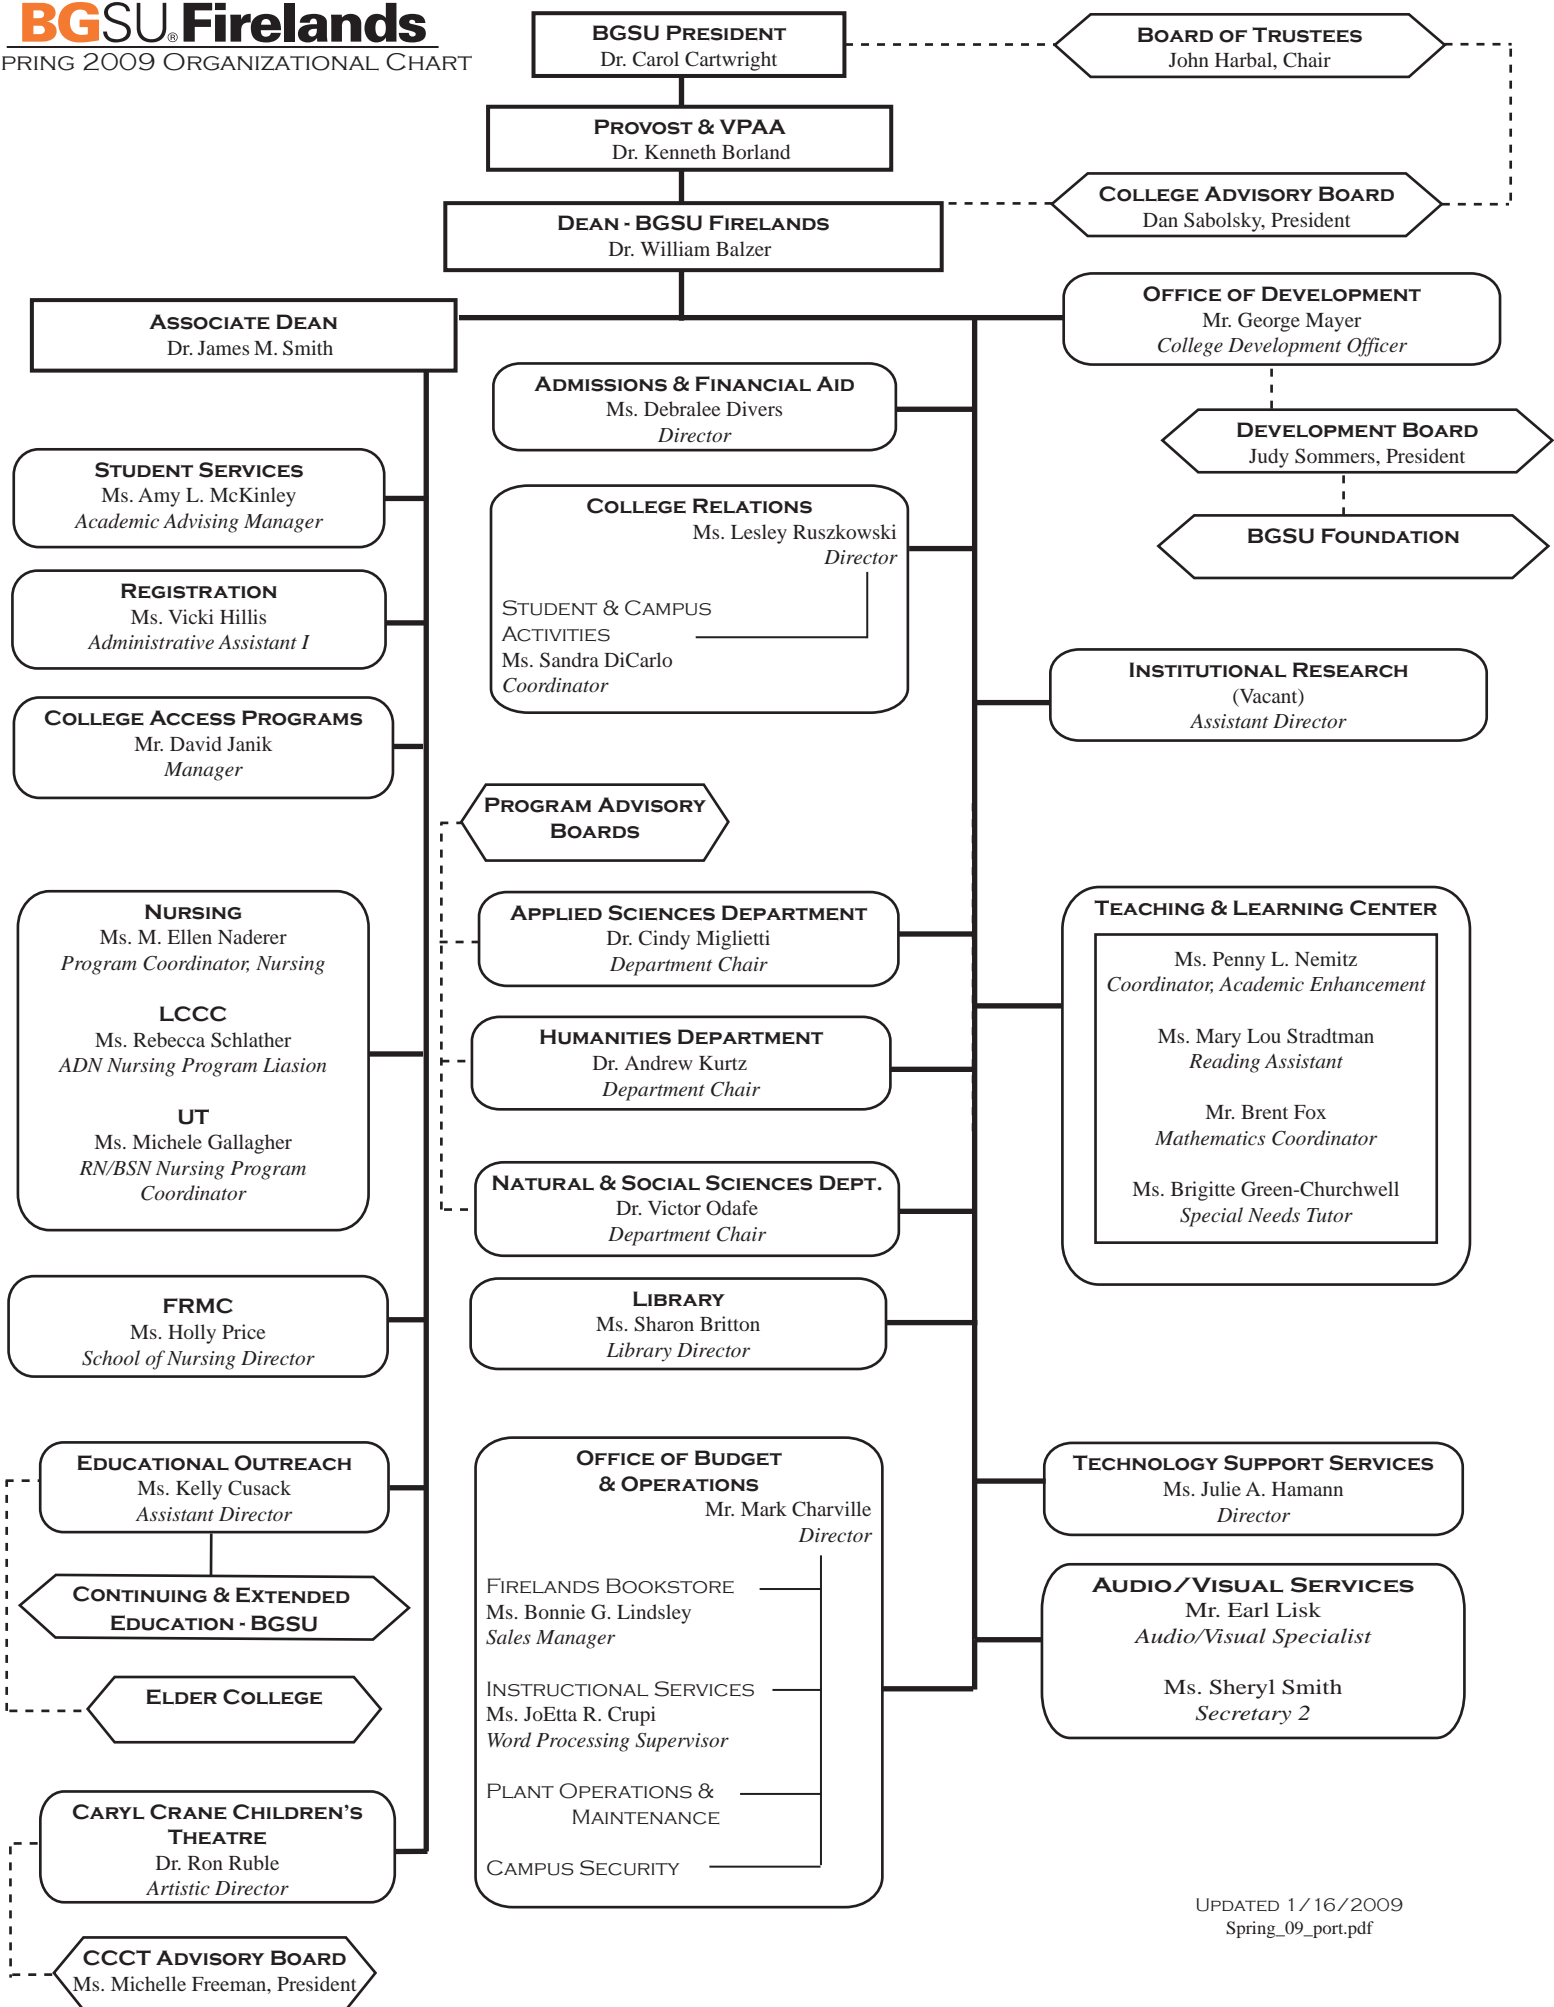 BGSU® Firelands
PRING 2009 ORGANIZATIONAL CHART
BGSU PRESIDENT
Dr. Carol Cartwright
BOARD OF TRUSTEES
John Harbal, Chair
PROVOST & VPAA
Dr. Kenneth Borland
COLLEGE ADVISORY BOARD
Dan Sabolsky, President
DEAN - BGSU FIRELANDS
Dr. William Balzer
ASSOCIATE DEAN
Dr. James M. Smith
OFFICE OF DEVELOPMENT
Mr. George Mayer
College Development Officer
DEVELOPMENT BOARD
Judy Sommers, President
BGSU FOUNDATION
STUDENT SERVICES
Ms. Amy L. McKinley
Academic Advising Manager
REGISTRATION
Ms. Vicki Hillis
Administrative Assistant I
COLLEGE ACCESS PROGRAMS
Mr. David Janik
Manager
NURSING
Ms. M. Ellen Naderer
Program Coordinator, Nursing
LCCC
Ms. Rebecca Schlather
ADN Nursing Program Liasion
UT
Ms. Michele Gallagher
RN/BSN Nursing Program
Coordinator
FRMC
Ms. Holly Price
School of Nursing Director
EDUCATIONAL OUTREACH
Ms. Kelly Cusack
Assistant Director
CONTINUING & EXTENDED
EDUCATION - BGSU
ELDER COLLEGE
CARYL CRANE CHILDREN'S
THEATRE
Dr. Ron Ruble
Artistic Director
CCCT ADVISORY BOARD
Ms. Michelle Freeman, President
ADMISSIONS & FINANCIAL AID
Ms. Debralee Divers
Director
COLLEGE RELATIONS
Ms. Lesley Ruszkowski
Director
STUDENT & CAMPUS
ACTIVITIES
Ms. Sandra DiCarlo
Coordinator
PROGRAM ADVISORY
BOARDS
APPLIED SCIENCES DEPARTMENT
Dr. Cindy Miglietti
Department Chair
HUMANITIES DEPARTMENT
Dr. Andrew Kurtz
Department Chair
NATURAL & SOCIAL SCIENCES DEPT.
Dr. Victor Odafe
Department Chair
LIBRARY
Ms. Sharon Britton
Library Director
OFFICE OF BUDGET
& OPERATIONS
Mr. Mark Charville
Director
FIRELANDS BOOKSTORE
Ms. Bonnie G. Lindsley
Sales Manager
INSTRUCTIONAL SERVICES
Ms. JoEtta R. Crupi
Word Processing Supervisor
PLANT OPERATIONS &
MAINTENANCE
CAMPUS SECURITY
INSTITUTIONAL RESEARCH
(Vacant)
Assistant Director
TEACHING & LEARNING CENTER
Ms. Penny L. Nemitz
Coordinator, Academic Enhancement
Ms. Mary Lou Stradtman
Reading Assistant
Mr. Brent Fox
Mathematics Coordinator
Ms. Brigitte Green-Churchwell
Special Needs Tutor
TECHNOLOGY SUPPORT SERVICES
Ms. Julie A. Hamann
Director
AUDIO/VISUAL SERVICES
Mr. Earl Lisk
Audio/Visual Specialist
Ms. Sheryl Smith
Secretary 2
UPDATED 1/16/2009
Spring_09_port.pdf